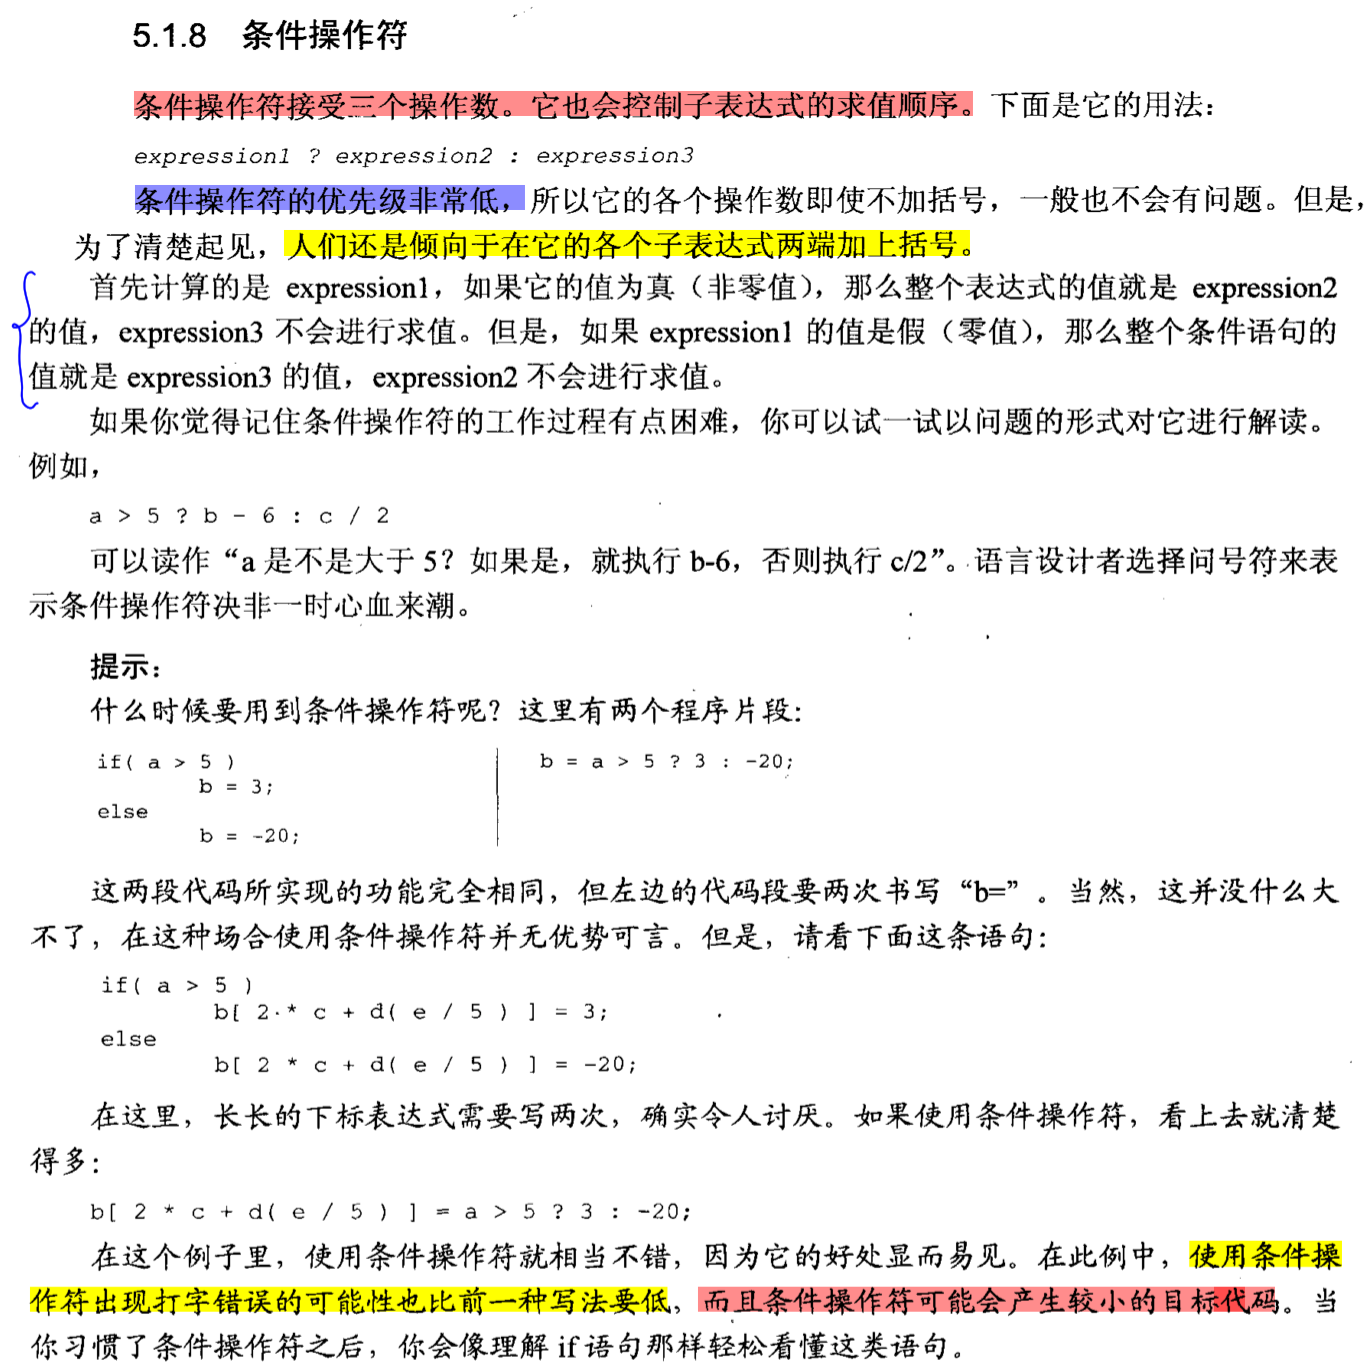 5.1.8 条件操作符
条件操作符接受三个操作数。它也会控制子表达式的求值顺序。下面是它的用法：
expression1 ? expression2 : expression3
条件操作符的优先级非常低，所以它的各个操作数即使不加括号，一般也不会有问题。但是，
为了清楚起见，人们还是倾向于在它的各个子表达式两端加上括号。
首先计算的是 expression1，如果它的值为真（非零值），那么整个表达式的值就是 expression2
的值，expression3 不会进行求值。但是，如果 expression1 的值是假（零值），那么整个条件语句的
值就是 expression3 的值，expression2 不会进行求值。
如果你觉得记住条件操作符的工作过程有点困难，你可以试一试以问题的形式对它进行解读。
例如，
a > 5 ? b - 6 : c / 2
可以读作“a 是不是大于 5？如果是，就执行 b-6，否则执行 c/2”。语言设计者选择问号符来表
示条件操作符决非一时心血来潮。
提示：
什么时候要用到条件操作符呢？这里有两个程序片段：
if( a > 5 ) b = a > 5 ? 3 : -20;
b = 3;
else
b = -20;
这两段代码所实现的功能完全相同，但左边的代码段要两次书写“b=”。当然，这并没什么大
不了，在这种场合使用条件操作符并无优势可言。但是，请看下面这条语句：
if( a > 5 )
b[ 2 * c + d( e / 5 ) ] = 3;
else
b[ 2 * c + d( e / 5 ) ] = -20;
在这里，长长的下标表达式需要写两次，确实令人讨厌。如果使用条件操作符，看上去就清楚
得多：
b[ 2 * c + d( e / 5 ) ] = a > 5 ? 3 : -20;
在这个例子里，使用条件操作符就相当不错，因为它的好处显而易见。在此例中，使用条件操
作符出现打字错误的可能性也比前一种写法要低，而且条件操作符可能会产生较小的目标代码。当
你习惯了条件操作符之后，你会像理解 if 语句那样轻松看懂这类语句。